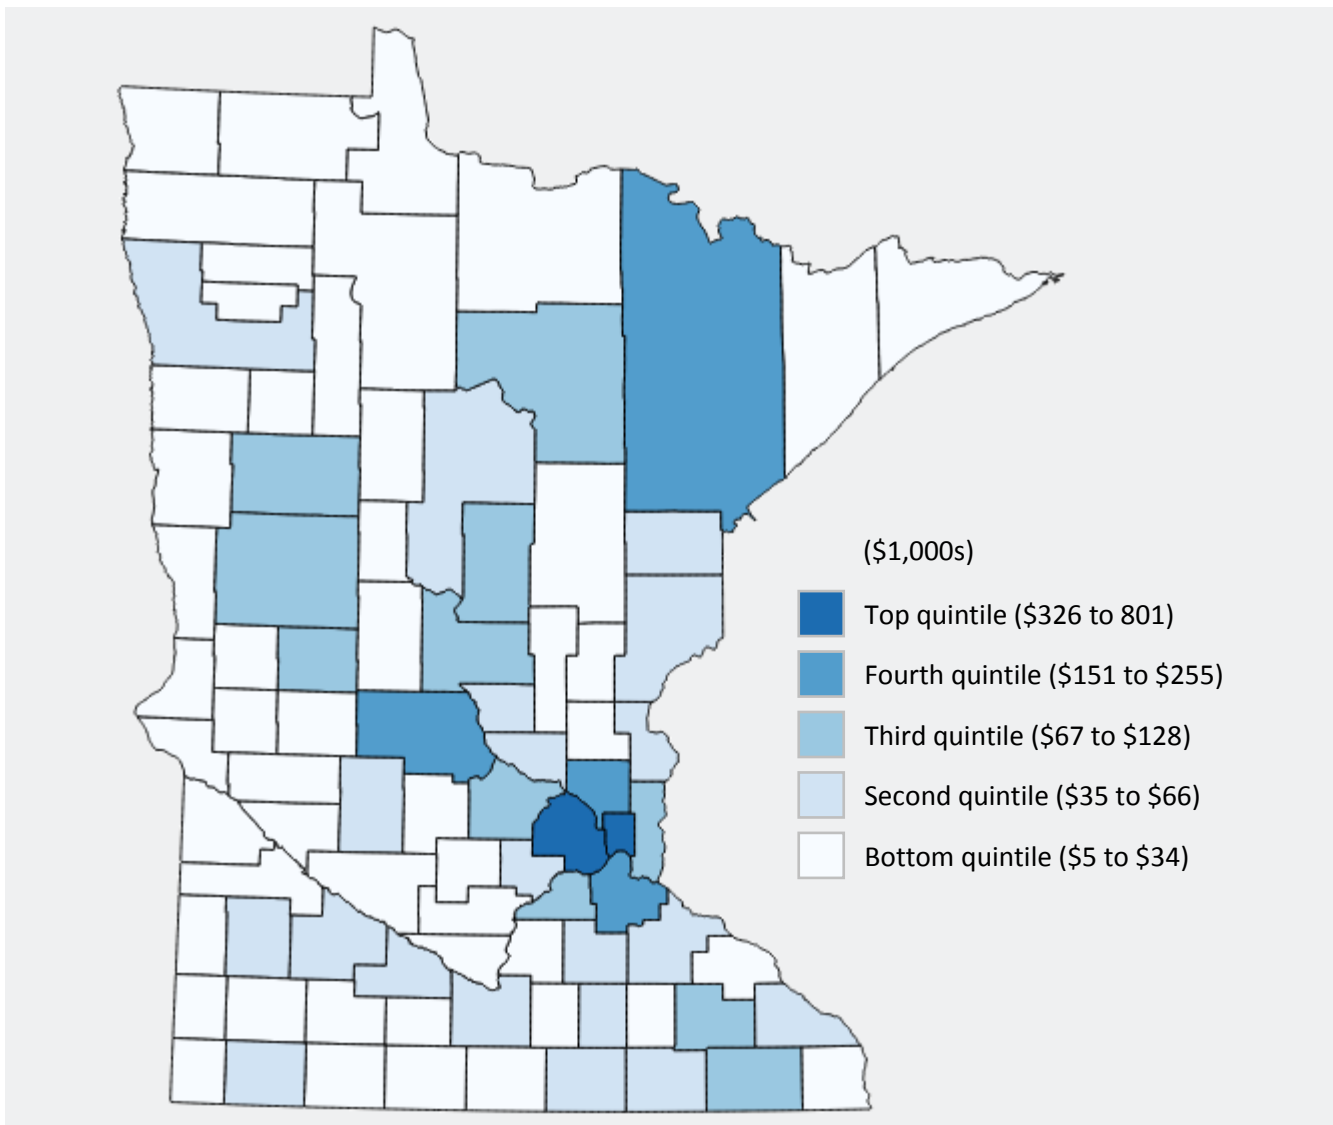 ($1,000s)
Top quintile ($326 to 801)
Fourth quintile ($151 to $255)
Third quintile ($67 to $128)
Second quintile ($35 to $66)
Bottom quintile ($5 to $34)